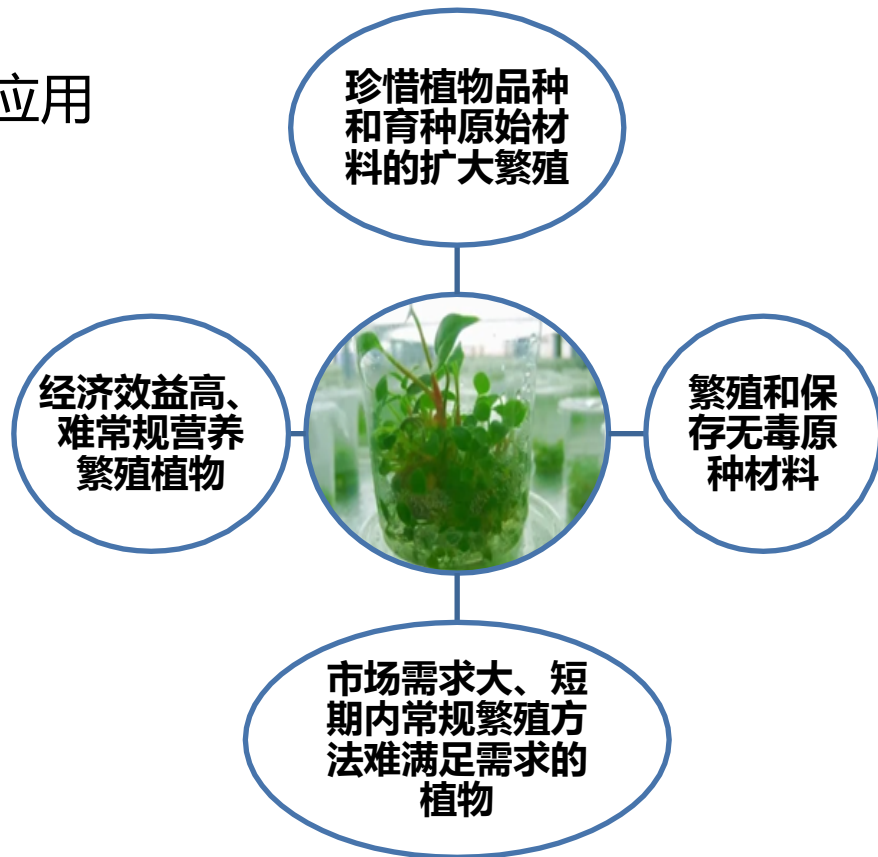 应用
珍惜植物品种
和育种原始材
料的扩大繁殖
经济效益高、
难常规营养
繁殖植物
繁殖和保
存无毒原
种材料
市场需求大、短
期内常规繁殖方
法难满足需求的
植物